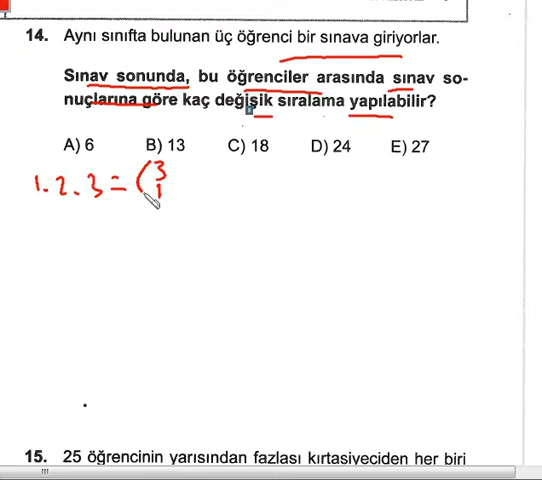 14. Aynı sınıfta bulunan üç öğrenci bir sınava giriyorlar.
Sınav sonunda, bu öğrenciler arasında sınav so-
nuçlarına göre kaç değişik sıralama yapılabilir?
A) 6 B) 13 C) 18 D) 24 E) 27
1. 2. 3 = (3
1
15. 25 öğrencinin yarısından fazlası kırtasiyeciden her biri